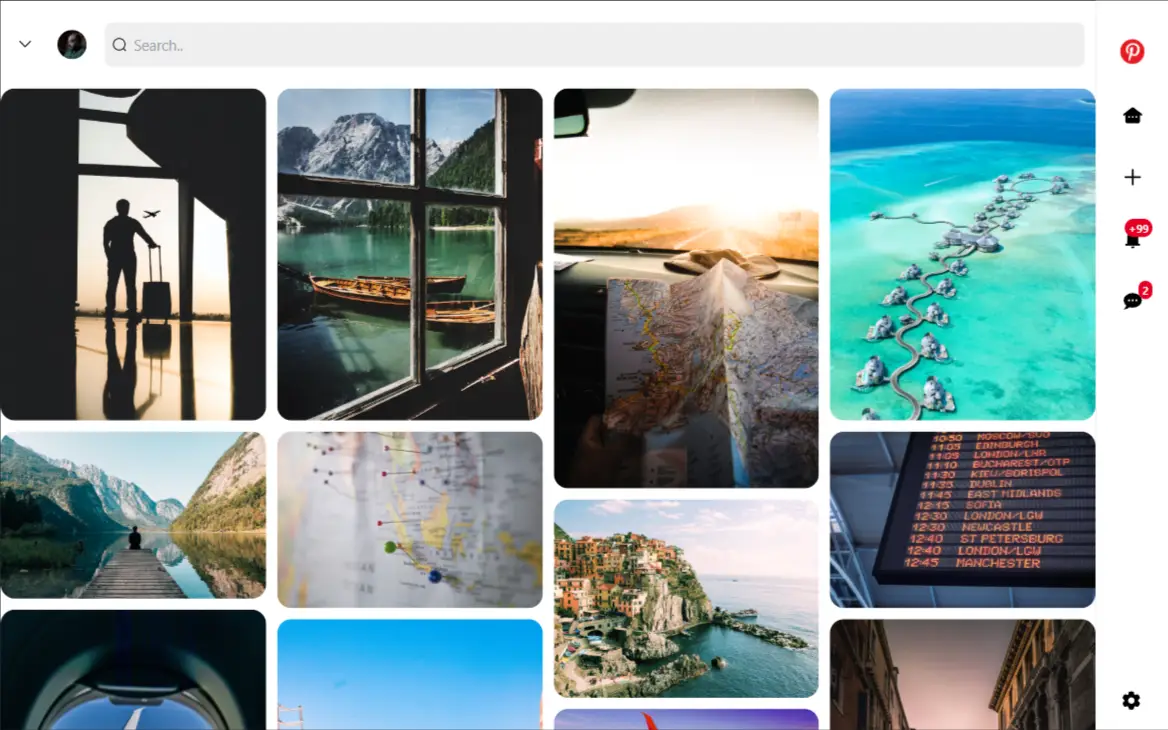 Search..
+99
2
10:50 MOSCOW/SVO
11:05 EDINBURGH
11:05 LONDON/LHR
11:10 BUCHAREST/OTP
11:30 KIEV/BORISPOL
11:35 DUBLIN
11:45 EAST MIDLANDS
12:15 SOFIA
12:30 LONDON/LGW
12:30 NEWCASTLE
12:40 ST PETERSBURG
12:40 LONDON/LGW
12:45 MANCHESTER